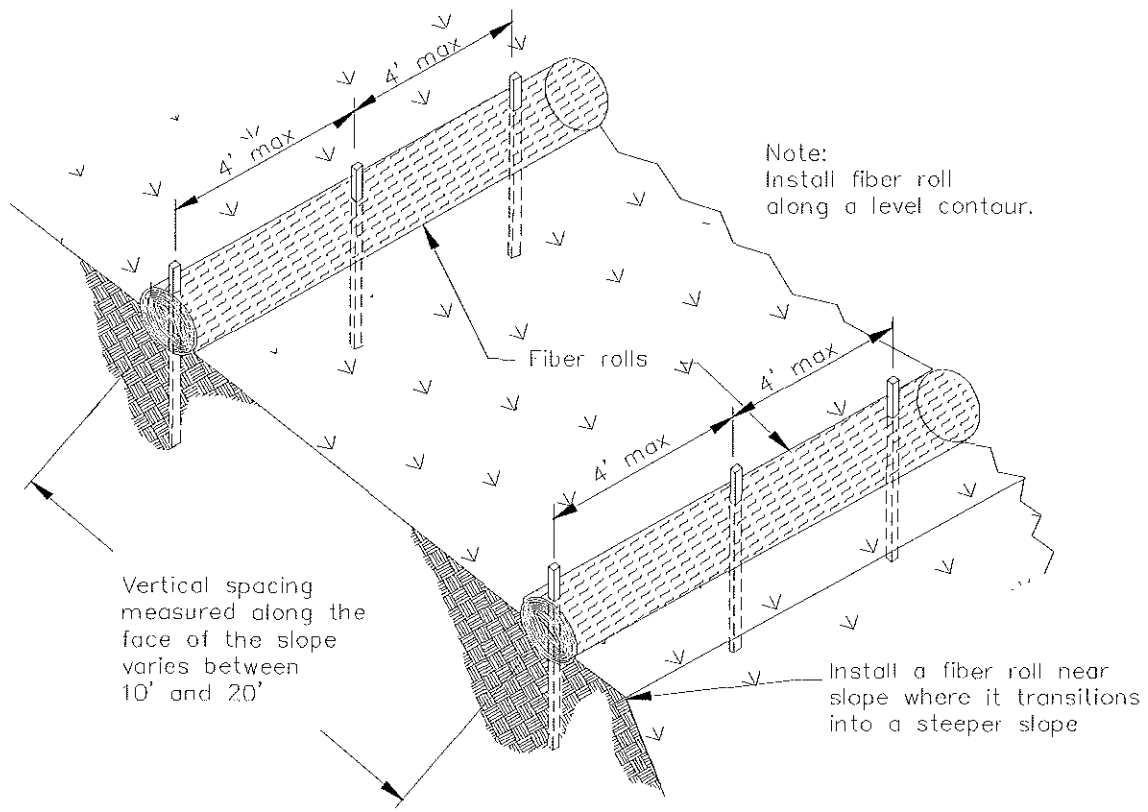 4' max
4' max
Note:
Install fiber roll
along a level contour.
Fiber rolls
4' max
4' max
Vertical spacing
measured along the
face of the slope
varies between
10' and 20'
Install a fiber roll near
slope where it transitions
into a steeper slope